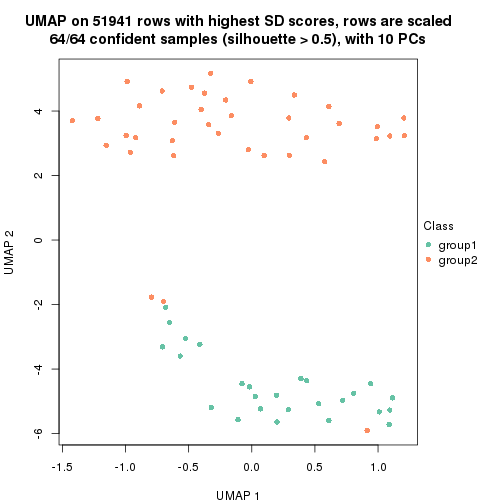 UMAP on 51941 rows with highest SD scores, rows are scaled
64/64 confident samples (silhouette > 0.5), with 10 PCs
4
2
0
-2
-4
-6
UMAP 2
Class
group1
group2
-1.5 -1.0 -0.5 0.0 0.5 1.0
UMAP 1